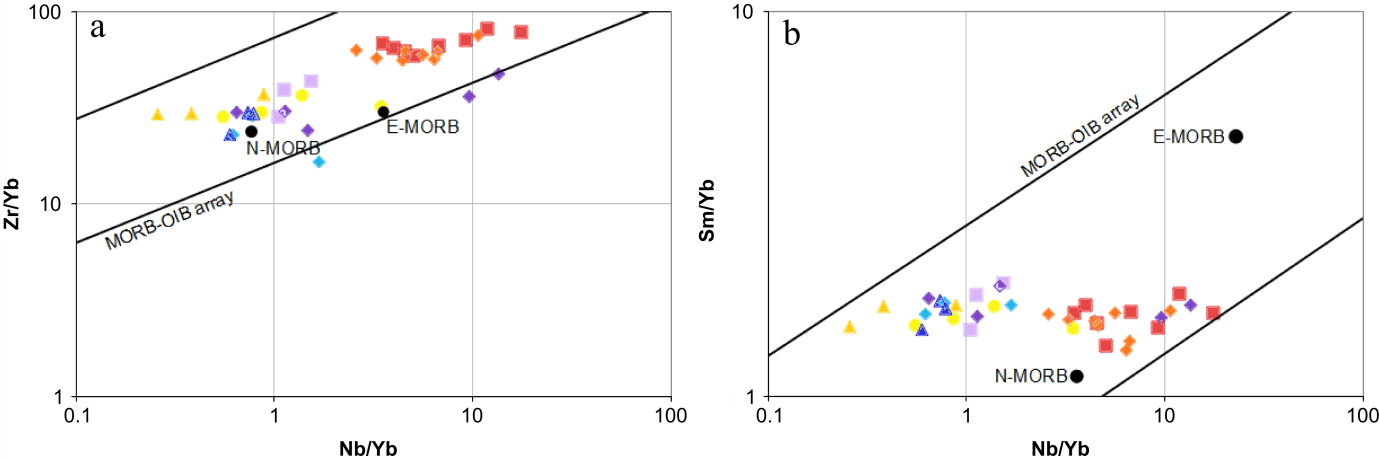 a
100
10
1
0.1
1
10
100
Zr/Yb
Nb/Yb
MORB-OIB array
N-MORB
E-MORB
b
10
1
0.1
1
10
100
Sm/Yb
Nb/Yb
MORB-OIB array
E-MORB
N-MORB